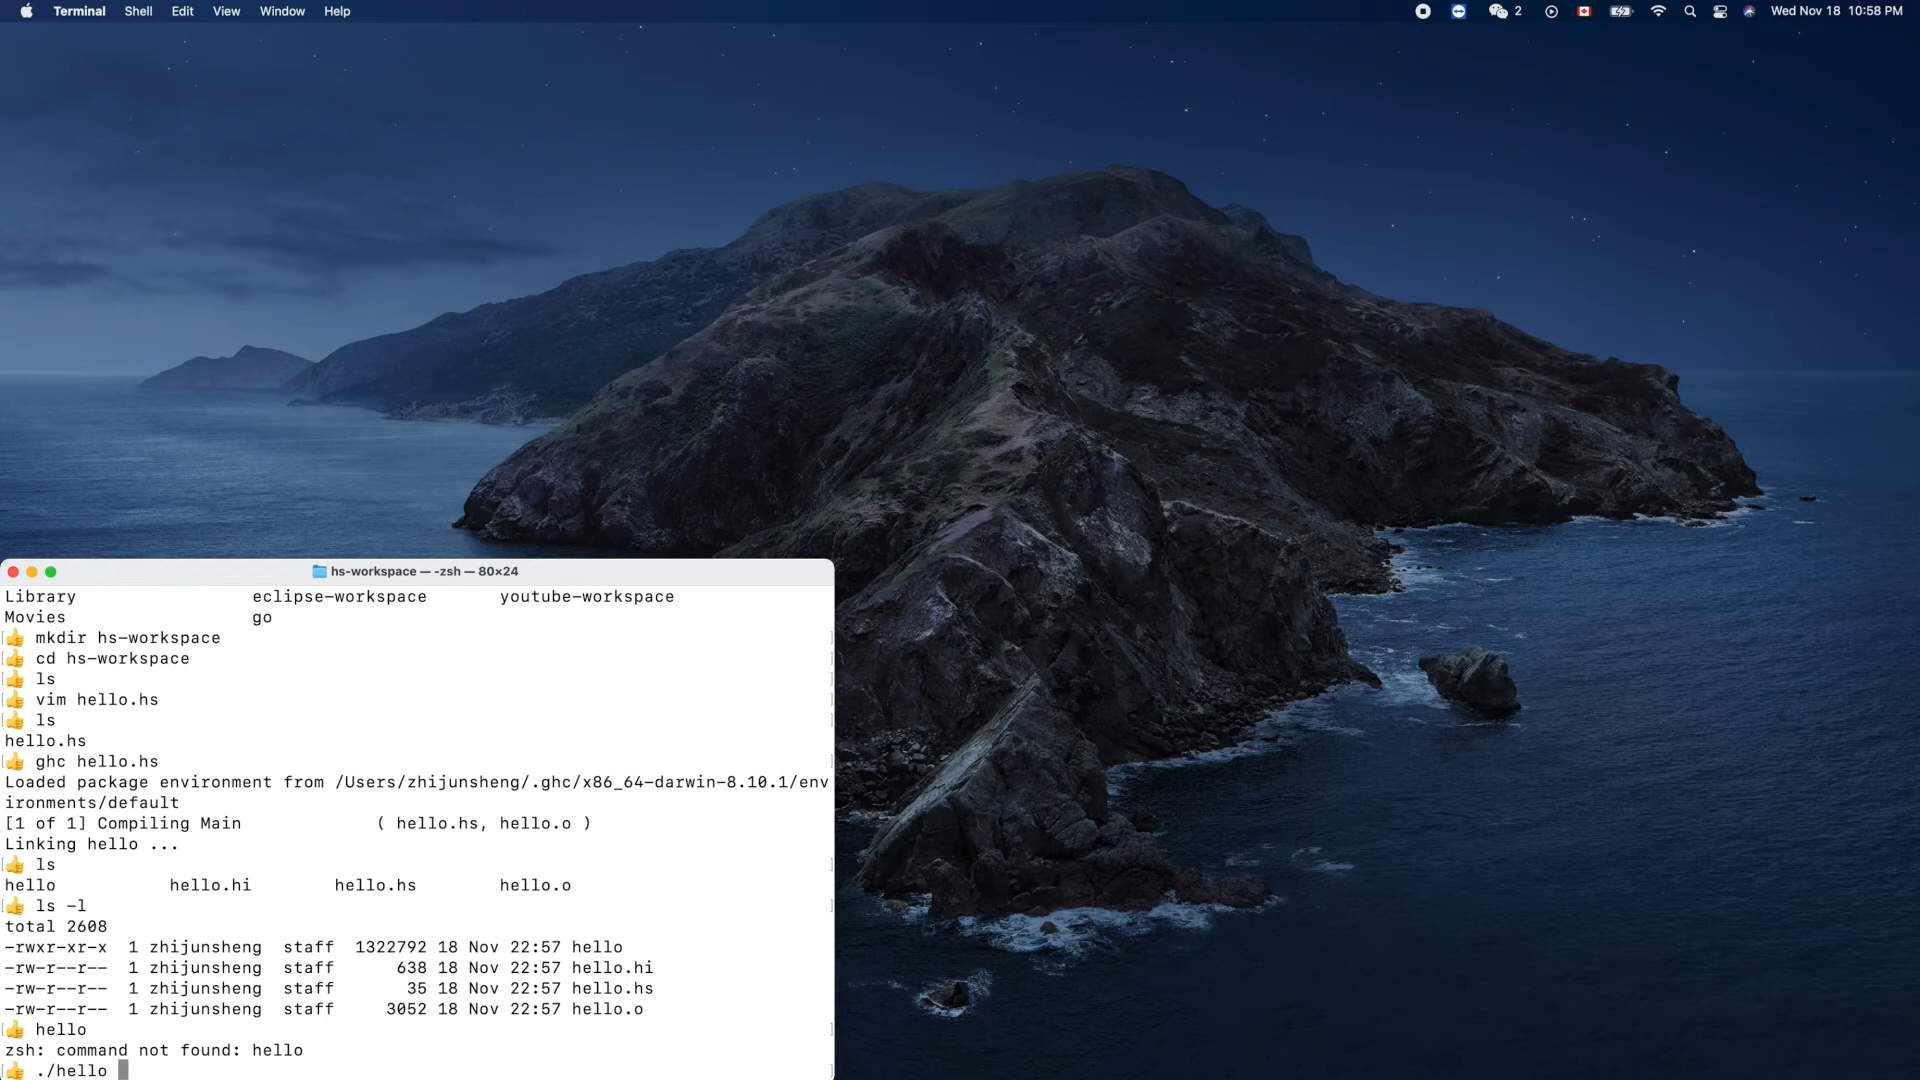 Terminal Shell Edit View Window Help 2 Wed Nov 18 10:58 PM
hs-workspace — -zsh — 80×24
Library eclipse-workspace youtube-workspace
Movies go
👍 mkdir hs-workspace
👍 cd hs-workspace
👍 ls
👍 vim hello.hs
👍 ls
hello.hs
👍 ghc hello.hs
Loaded package environment from /Users/zhijunsheng/.ghc/x86_64-darwin-8.10.1/env
ironments/default
[1 of 1] Compiling Main ( hello.hs, hello.o )
Linking hello ...
👍 ls
hello hello.hi hello.hs hello.o
👍 ls -l
total 2608
-rwxr-xr-x 1 zhijunsheng staff 1322792 18 Nov 22:57 hello
-rw-r--r-- 1 zhijunsheng staff 638 18 Nov 22:57 hello.hi
-rw-r--r-- 1 zhijunsheng staff 35 18 Nov 22:57 hello.hs
-rw-r--r-- 1 zhijunsheng staff 3052 18 Nov 22:57 hello.o
👍 hello
zsh: command not found: hello
👍 ./hello